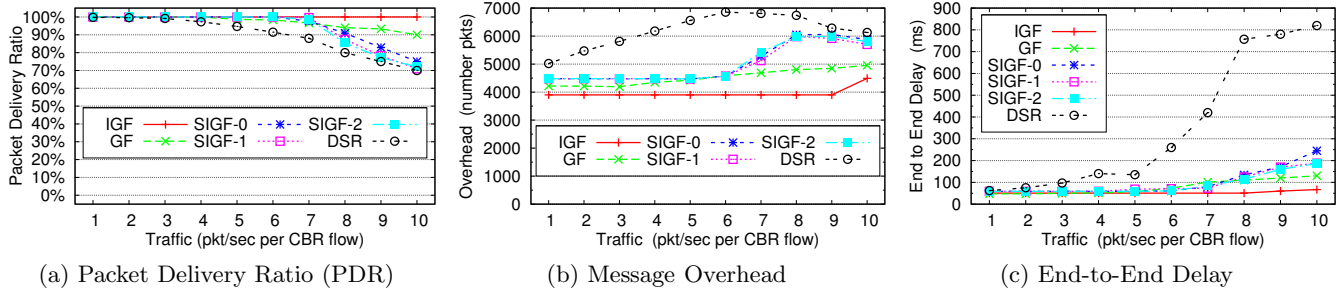 Packet Delivery Ratio
100%
90%
80%
70%
60%
50%
40%
30%
20%
10%
0%
IGF SIGF-0 SIGF-2
GF SIGF-1 DSR
1 2 3 4 5 6 7 8 9 10
Traffic (pkt/sec per CBR flow)
(a) Packet Delivery Ratio (PDR)
Overhead (number pkts)
7000
6000
5000
4000
3000
2000
1000
0
IGF SIGF-0 SIGF-2
GF SIGF-1 DSR
1 2 3 4 5 6 7 8 9 10
Traffic (pkt/sec per CBR flow)
(b) Message Overhead
End to End Delay (ms)
900
800
700
600
500
400
300
200
100
0
IGF
GF
SIGF-0
SIGF-1
SIGF-2
DSR
1 2 3 4 5 6 7 8 9 10
Traffic (pkt/sec per CBR flow)
(c) End-to-End Delay